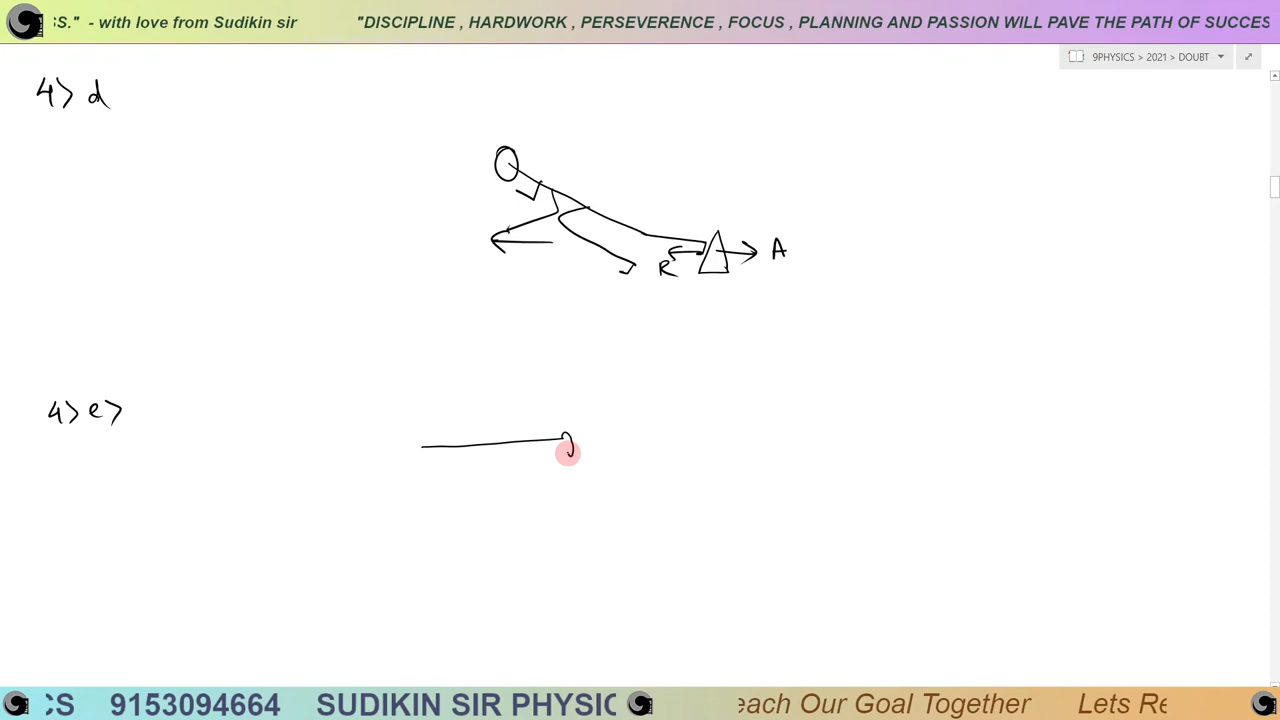 :S." - with love from Sudikin sir "DISCIPLINE , HARDWORK , PERSEVERENCE , FOCUS , PLANNING AND PASSION WILL PAVE THE PATH OF SUCCES
9PHYSICS > 2021 > DOUBT
4> d
R A
4> e>
CS 9153094664 SUDIKIN SIR PHYSIC each Our Goal Together Lets Re